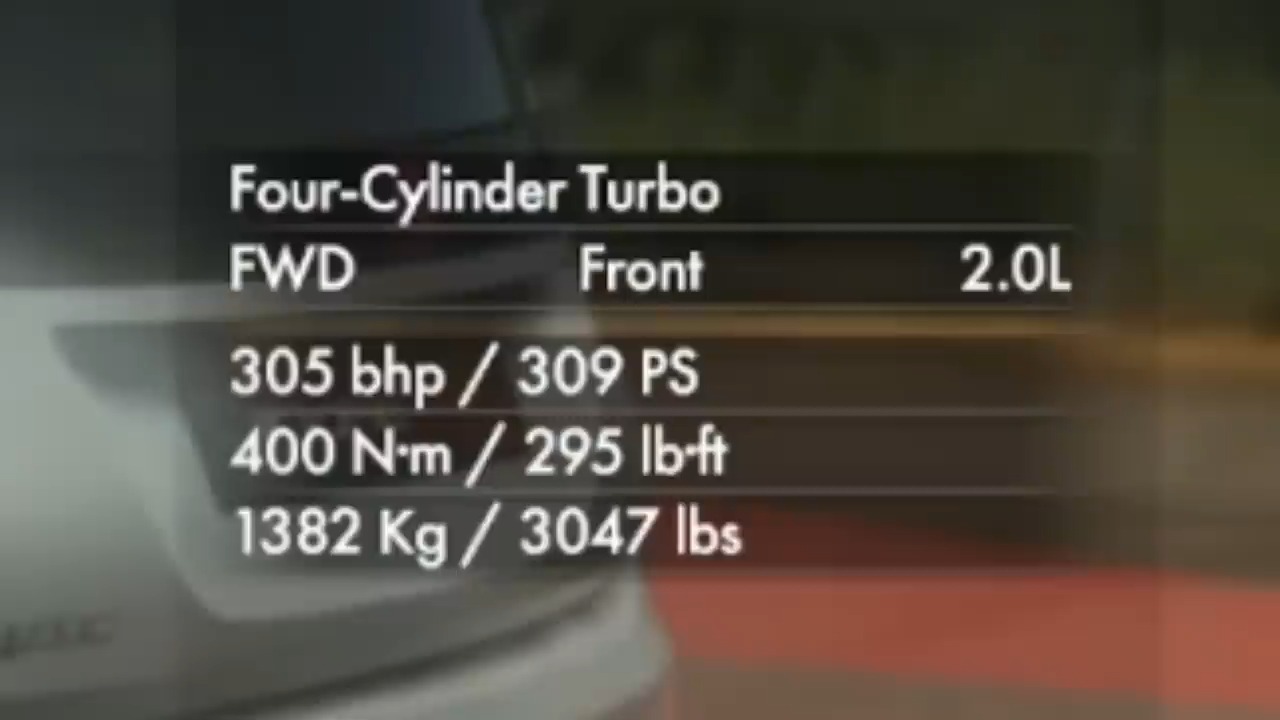 Four-Cylinder Turbo
FWD Front 2.0L
305 bhp / 309 PS
400 N·m / 295 lb·ft
1382 Kg / 3047 lbs